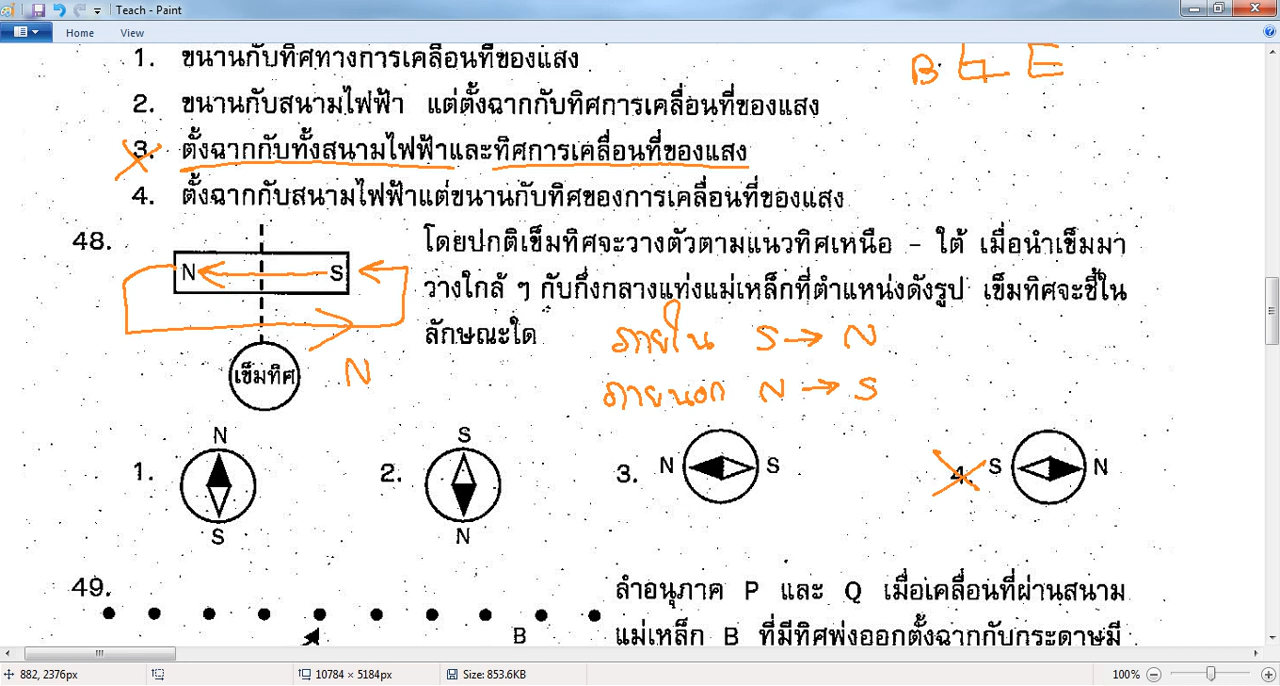 Teach - Paint
Home View
1. ขนานกับทิศทางการเคลื่อนที่ของแสง
B E
2. ขนานกับสนามไฟฟ้า แต่ตั้งฉากกับทิศการเคลื่อนที่ของแสง
3. ตั้งฉากกับทั้งสนามไฟฟ้าและทิศการเคลื่อนที่ของแสง
4. ตั้งฉากกับสนามไฟฟ้าแต่ขนานกับทิศของการเคลื่อนที่ของแสง
48. โดยปกติเข็มทิศจะวางตัวตามแนวทิศเหนือ - ใต้ เมื่อนำเข็มมา
N S
วางใกล้ ๆ กับกึ่งกลางแท่งแม่เหล็กที่ตำแหน่งดังรูป เข็มทิศจะชี้ใน
ลักษณะใด
ภายใน S → N
เข็มทิศ N
ภายนอก N → S
1. N S
2. S N
3. N S
4. S N
49. ลำอนุภาค P และ Q เมื่อเคลื่อนที่ผ่านสนาม
B แม่เหล็ก B ที่มีทิศพุ่งออกตั้งฉากกับกระดาษมี
882, 2376px 10784 × 5184px Size: 853.6KB 100%